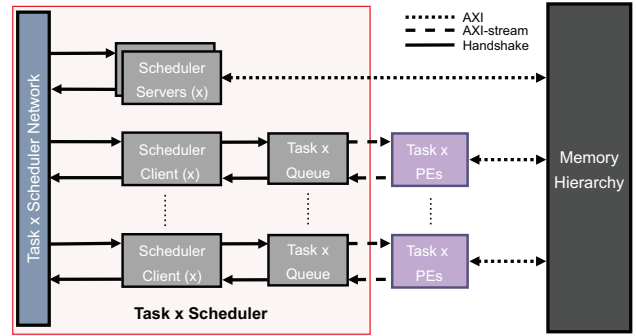 AXI
AXI-stream
Handshake
Task x Scheduler Network
Scheduler
Servers (x)
Scheduler
Client (x)
Task x
Queue
Task x
PEs
Memory
Hierarchy
Scheduler
Client (x)
Task x
Queue
Task x
PEs
Task x Scheduler